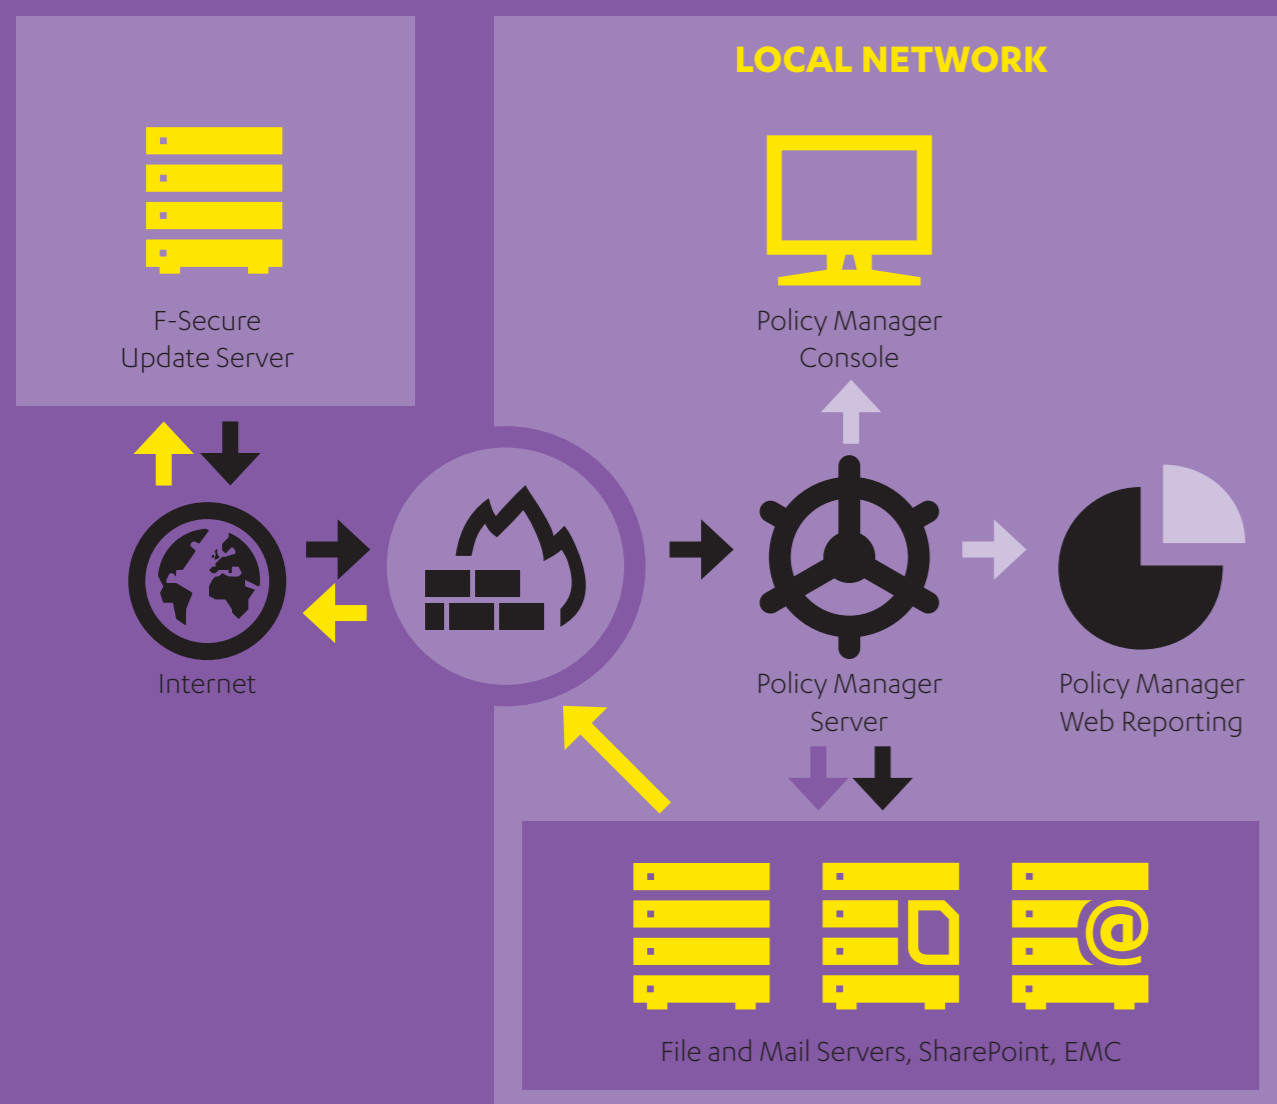 LOCAL NETWORK
F-Secure
Update Server
Policy Manager
Console
Internet
Policy Manager
Server
Policy Manager
Web Reporting
@
File and Mail Servers, SharePoint, EMC